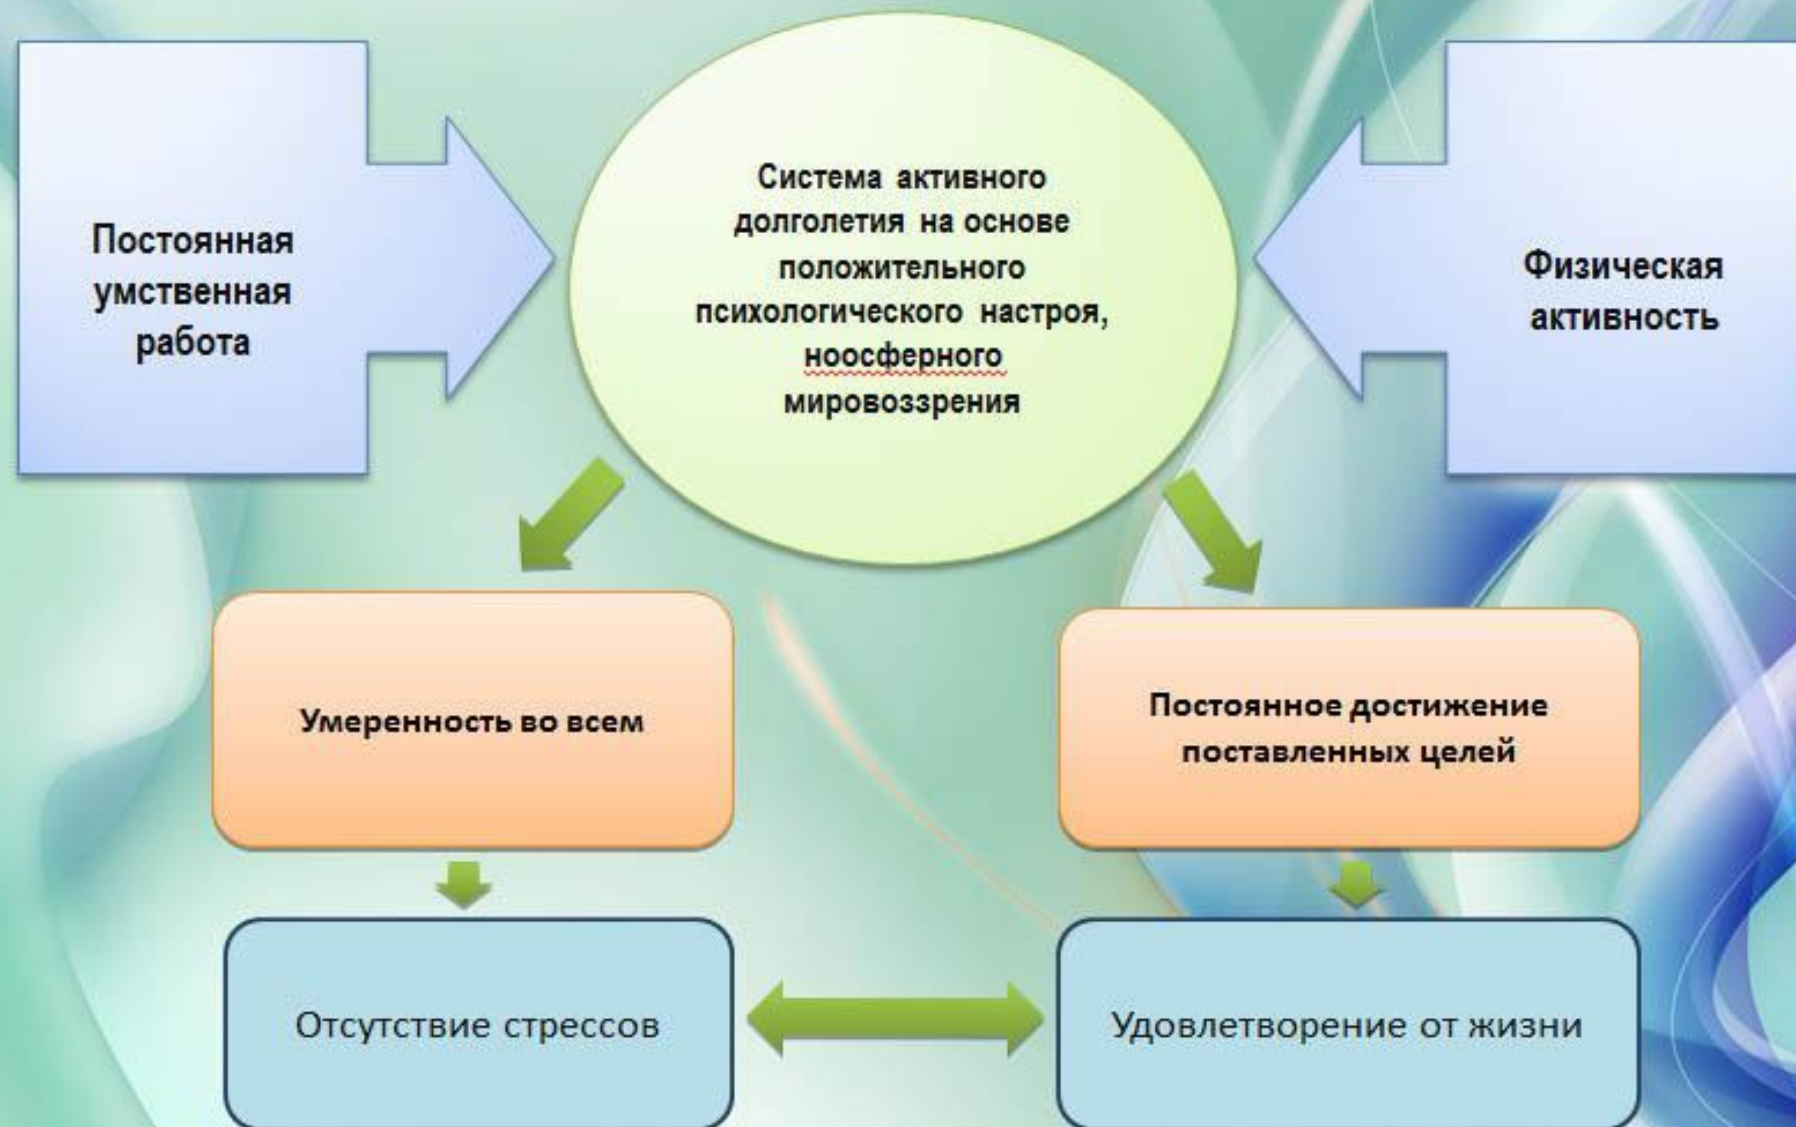 Постоянная
умственная
работа
Система активного
долголетия на основе
положительного
психологического настроя,
ноосферного
мировоззрения
Физическая
активность
Умеренность во всем
Постоянное достижение
поставленных целей
Отсутствие стрессов
Удовлетворение от жизни